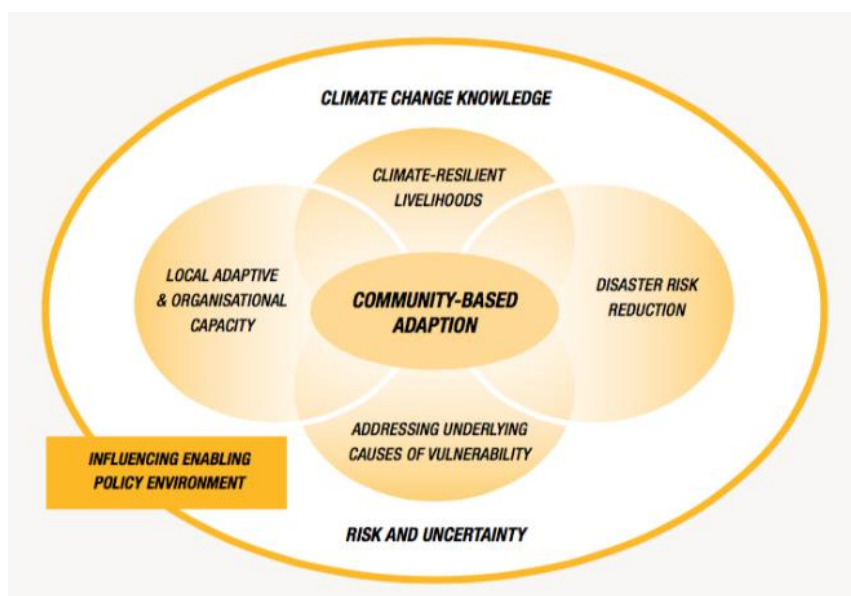 CLIMATE CHANGE KNOWLEDGE
CLIMATE-RESILIENT
LIVELIHOODS
LOCAL ADAPTIVE
& ORGANISATIONAL
CAPACITY
COMMUNITY-BASED
ADAPTION
DISASTER RISK
REDUCTION
ADDRESSING UNDERLYING
CAUSES OF VULNERABILITY
INFLUENCING ENABLING
POLICY ENVIRONMENT
RISK AND UNCERTAINTY